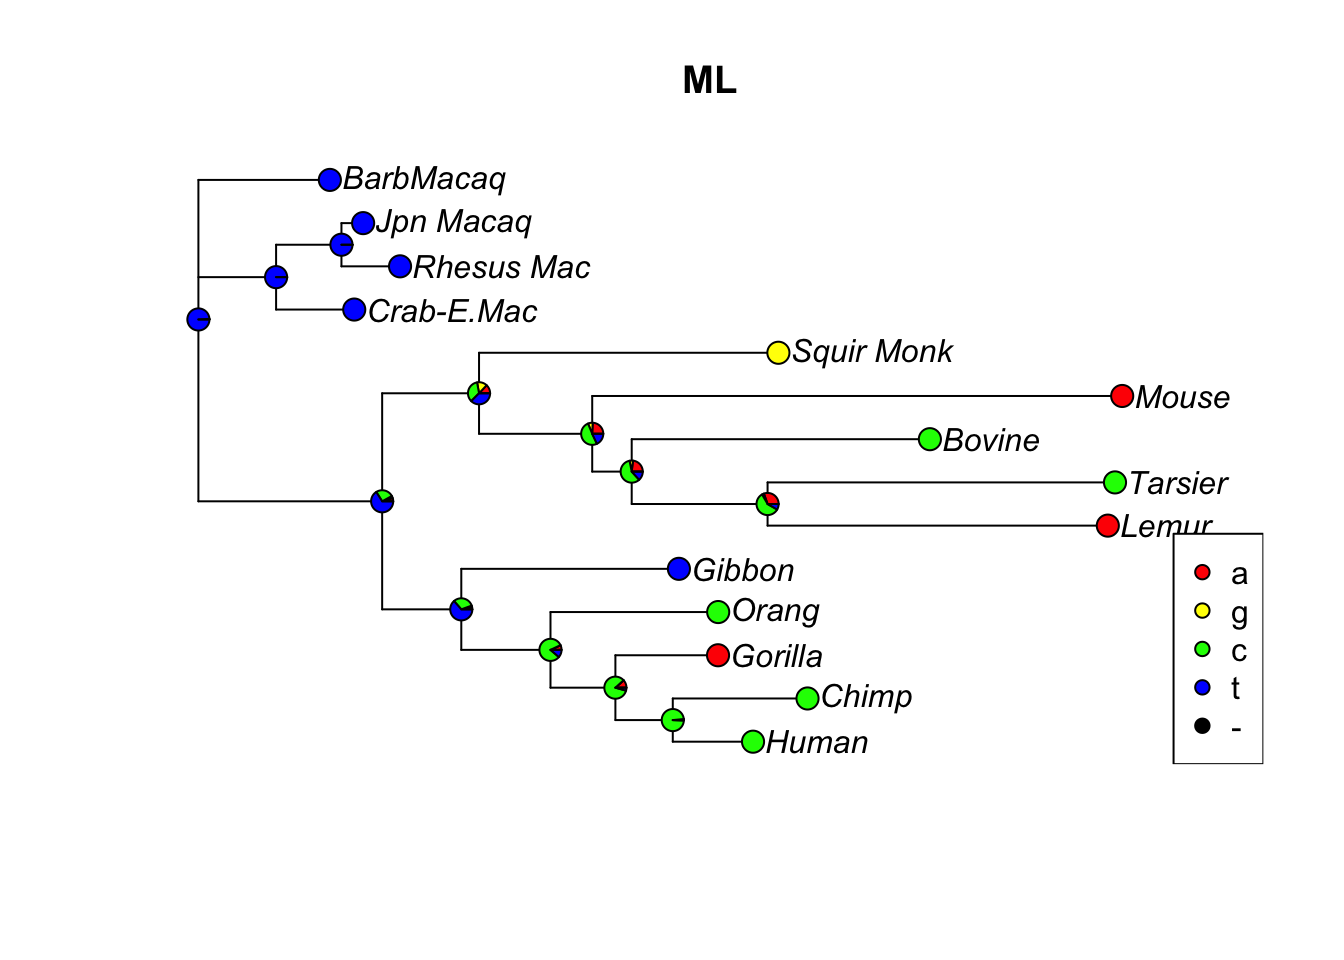 ML
BarbMacaq
Jpn Macaq
Rhesus Mac
Crab-E.Mac
Squir Monk
Mouse
Bovine
Tarsier
Lemur
Gibbon
Orang
Gorilla
Chimp
Human
a
g
c
t
-